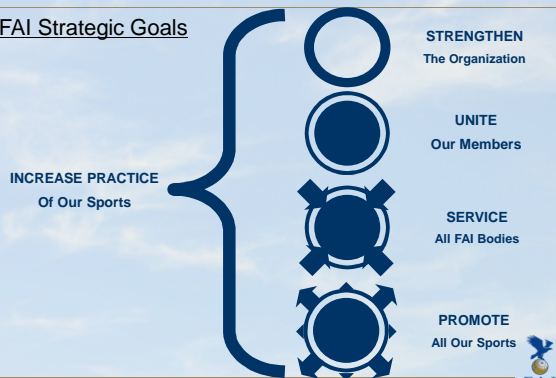 FAI Strategic Goals
INCREASE PRACTICE
Of Our Sports
STRENGTHEN
The Organization
UNITE
Our Members
SERVICE
All FAI Bodies
PROMOTE
All Our Sports